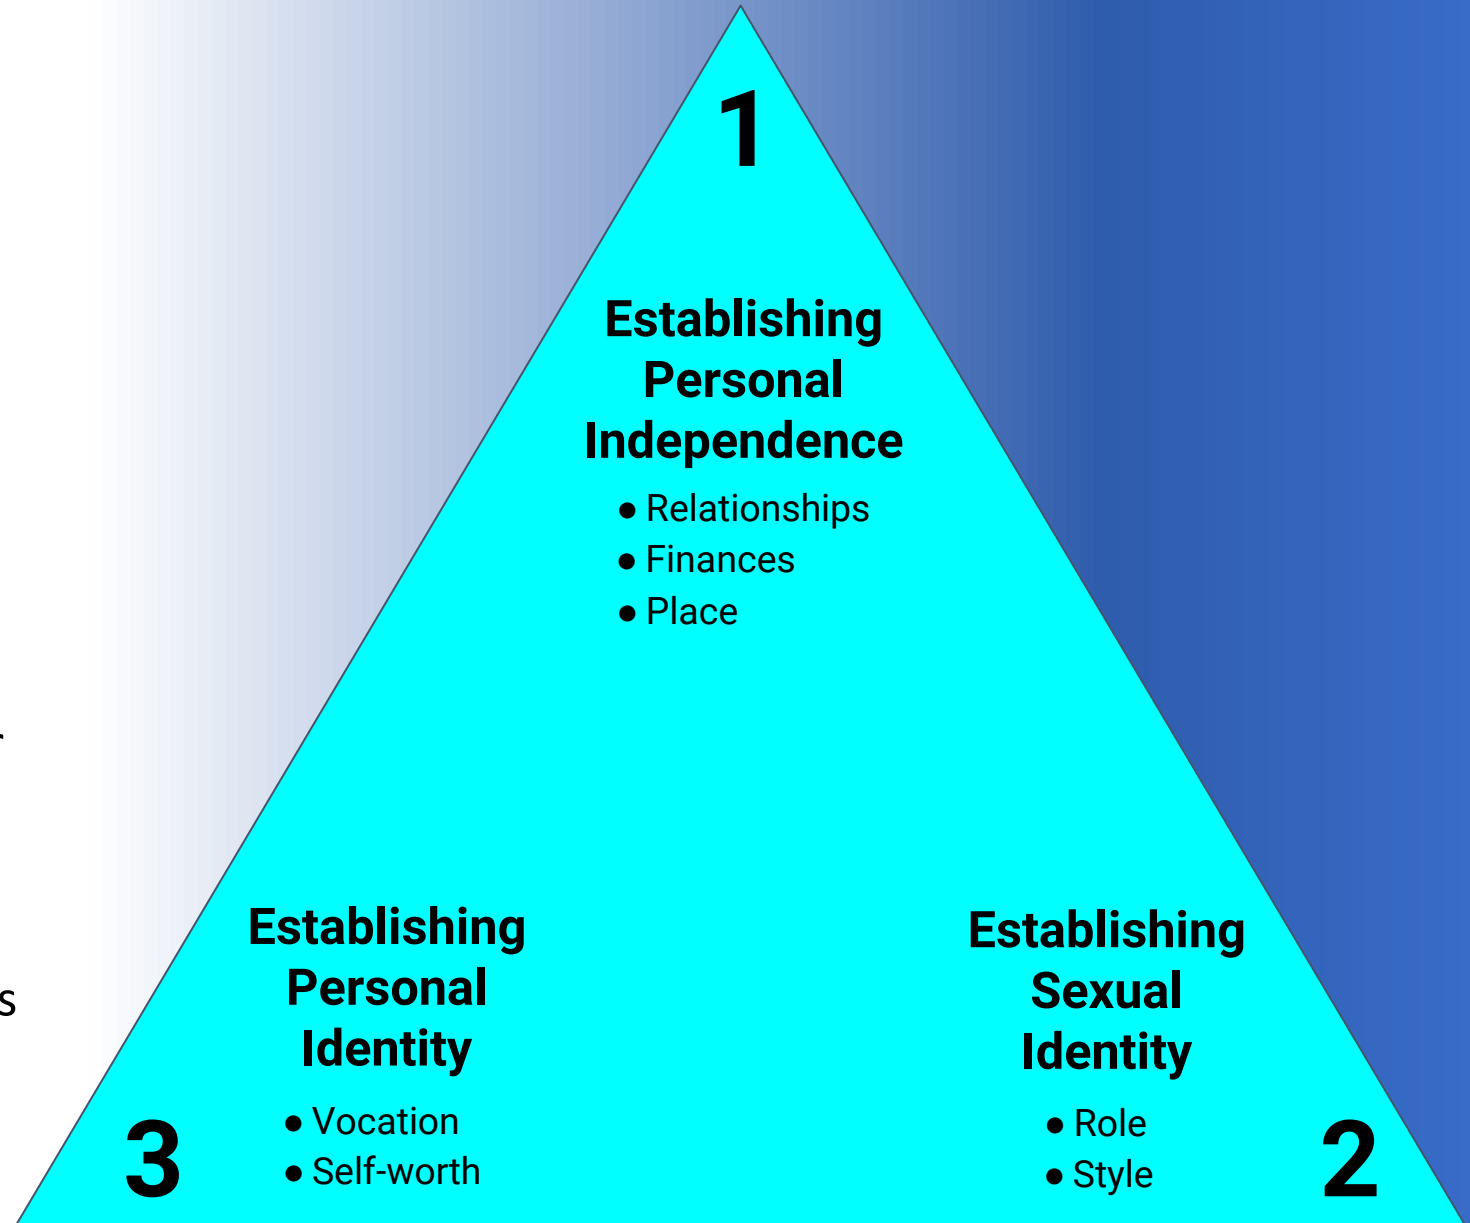 1
Establishing
Personal
Independence
● Relationships
● Finances
● Place
Establishing
Personal
Identity
● Vocation
● Self-worth
3
Establishing
Sexual
Identity
● Role
● Style
2